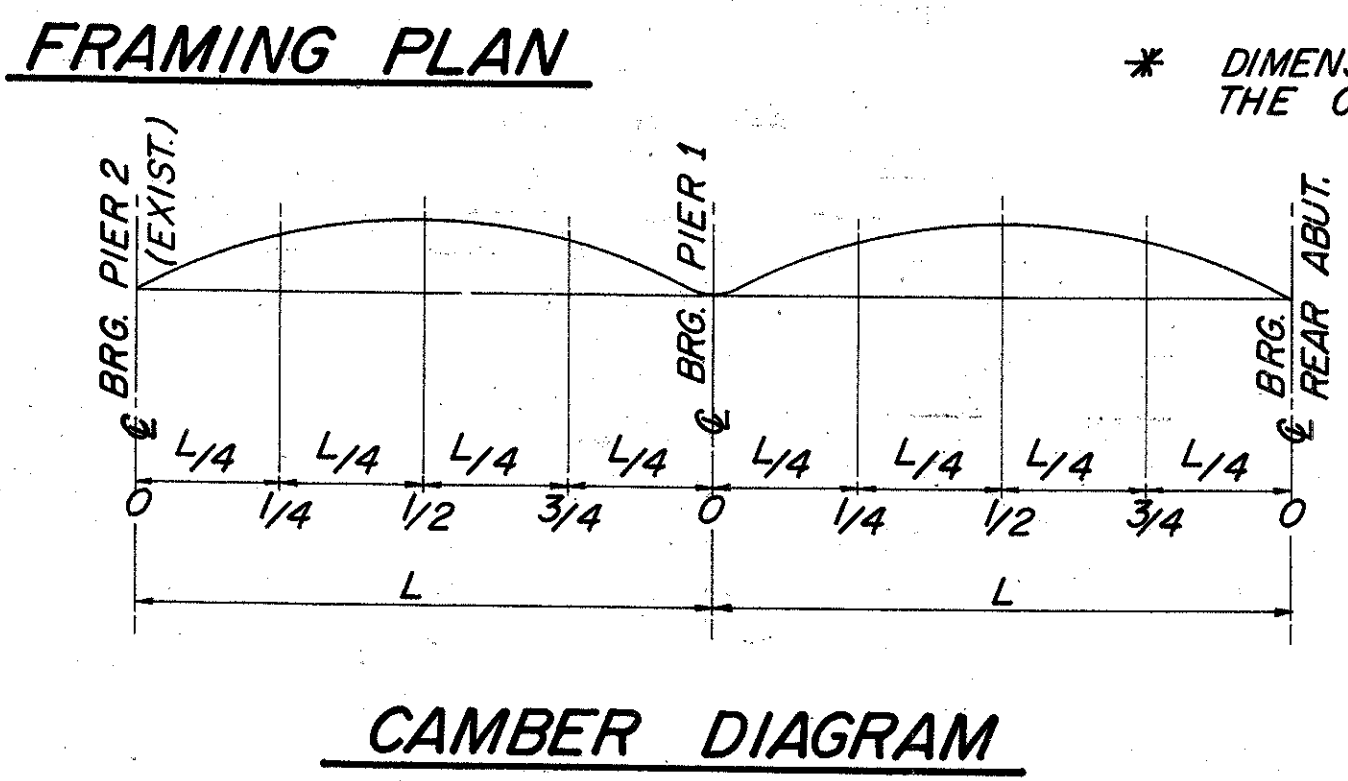 FRAMING PLAN
* DIMENS
THE O
℄ BRG. PIER 2
(EXIST.)
℄ BRG. PIER 1
℄ BRG.
REAR ABUT.
L/4 L/4 L/4 L/4 L/4 L/4 L/4 L/4
0 1/4 1/2 3/4 0 1/4 1/2 3/4 0
L L
CAMBER DIAGRAM